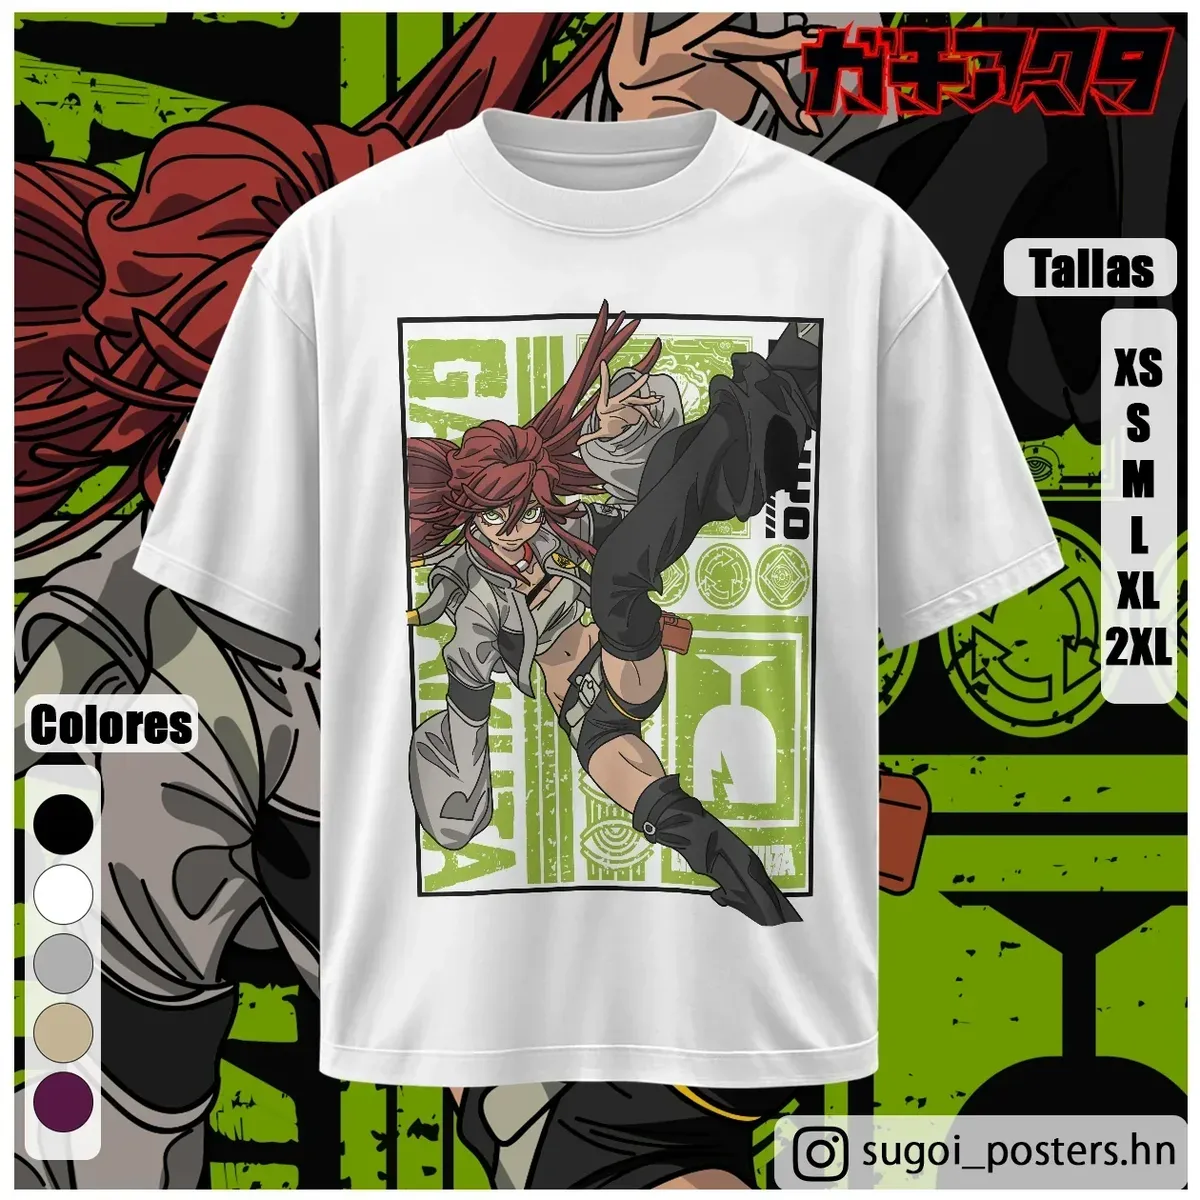 ガチアクタ
Tallas
XS
S
M
L
XL
2XL
Colores
sugoi_posters.hn